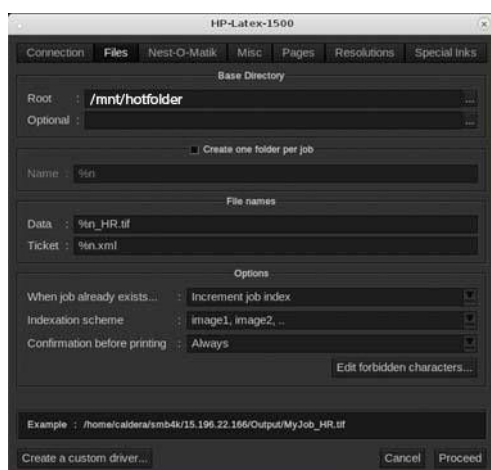 HP-Latex-1500
Connection Files Nest-O-Matik Misc Pages Resolutions Special Inks
Base Directory
Root : /mnt/hotfolder ...
Optional : ...
Create one folder per job
Name : %n
File names
Data : %n_HR.tif
Ticket : %n.xml
Options
When job already exists... : Increment job index
Indexation scheme : image1, image2, ..
Confirmation before printing : Always
Edit forbidden characters...
Example : /home/caldera/smb4k/15.196.22.166/Output/MyJob_HR.tif
Create a custom driver... Cancel Proceed